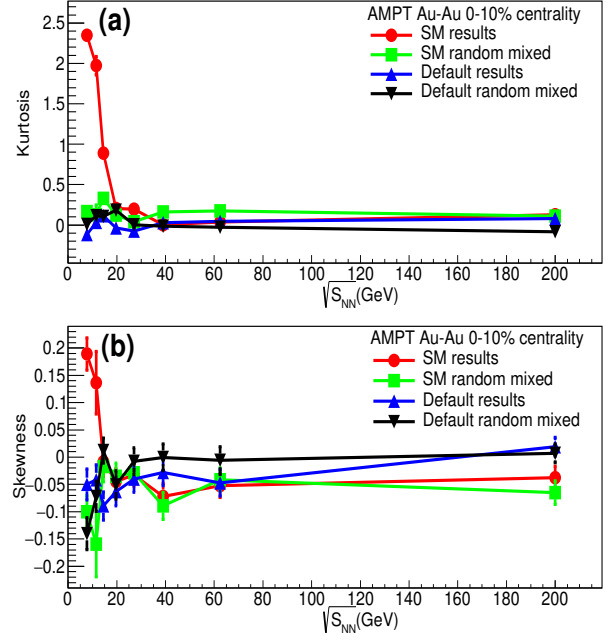 (a)
AMPT Au-Au 0-10% centrality
SM results
SM random mixed
Default results
Default random mixed
Kurtosis
2.5
2
1.5
1
0.5
0
0 20 40 60 80 100 120 140 160 180 200
√S_NN(GeV)
(b)
AMPT Au-Au 0-10% centrality
SM results
SM random mixed
Default results
Default random mixed
Skewness
0.2
0.15
0.1
0.05
0
−0.05
−0.1
−0.15
−0.2
0 20 40 60 80 100 120 140 160 180 200
√S_NN(GeV)